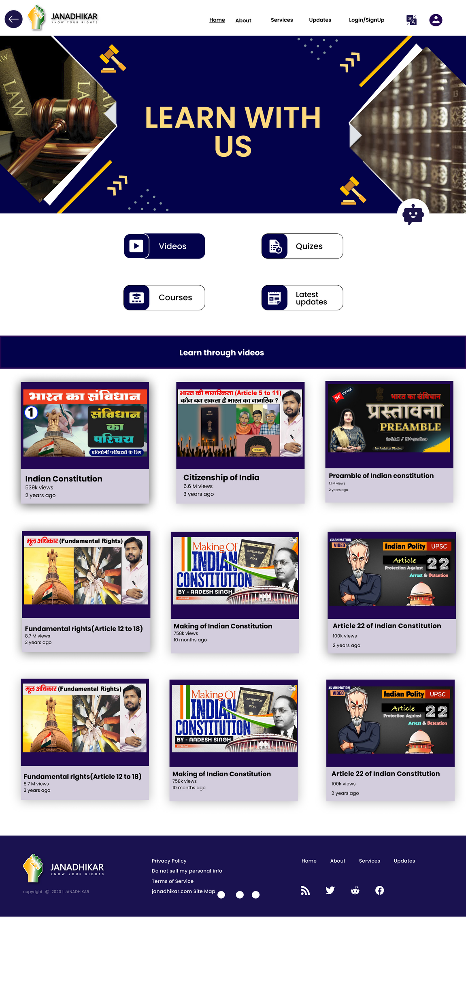 JANADHIKAR
KNOW YOUR RIGHTS
Home
About
Services
Updates
Login/SignUp
LAW
LEARN WITH
US
Videos
Quizes
Courses
Latest
updates
Learn through videos
भारत का संविधान
1
संविधान
का
परिचय
प्रतियोगी परीक्षाओं के लिए
Indian Constitution
539k views
2 years ago
भारत की नागरिकता (Article 5 to 11)
कौन बन सकता है भारत का नागरिक ?
PASSPORT
INDIAN?
Citizenship of India
6.6 M views
3 years ago
1M+ VIEWS
भारत का संविधान
प्रस्तावना
PREAMBLE
in detail / 20+ questions
by Ankita Dhaka
Preamble of Indian constitution
1.1 M views
2 years ago
मूल अधिकार (Fundamental Rights)
Fundamental rights(Article 12 to 18)
8.7 M views
3 years ago
Making Of
INDIAN
CONSTITUTION
BY - AADESH SINGH
#UPSC#IAS
CONSTITUTION
OF
INDIA
Making of Indian Constitution
758k views
10 months ago
2D ANIMATION
VIDEO
Indian Polity UPSC
Article 22
Protection Against
Arrest & Detention
Article 22 of Indian Constitution
100k views
2 years ago
मूल अधिकार (Fundamental Rights)
Fundamental rights(Article 12 to 18)
8.7 M views
3 years ago
Making Of
INDIAN
CONSTITUTION
BY - AADESH SINGH
#UPSC#IAS
CONSTITUTION
OF
INDIA
Making of Indian Constitution
758k views
10 months ago
2D ANIMATION
VIDEO
Indian Polity UPSC
Article 22
Protection Against
Arrest & Detention
Article 22 of Indian Constitution
100k views
2 years ago
JANADHIKAR
KNOW YOUR RIGHTS
copyright © 2020 | JANADHIKAR
Privacy Policy
Do not sell my personal info
Terms of Service
janadhikar.com Site Map
Home
About
Services
Updates